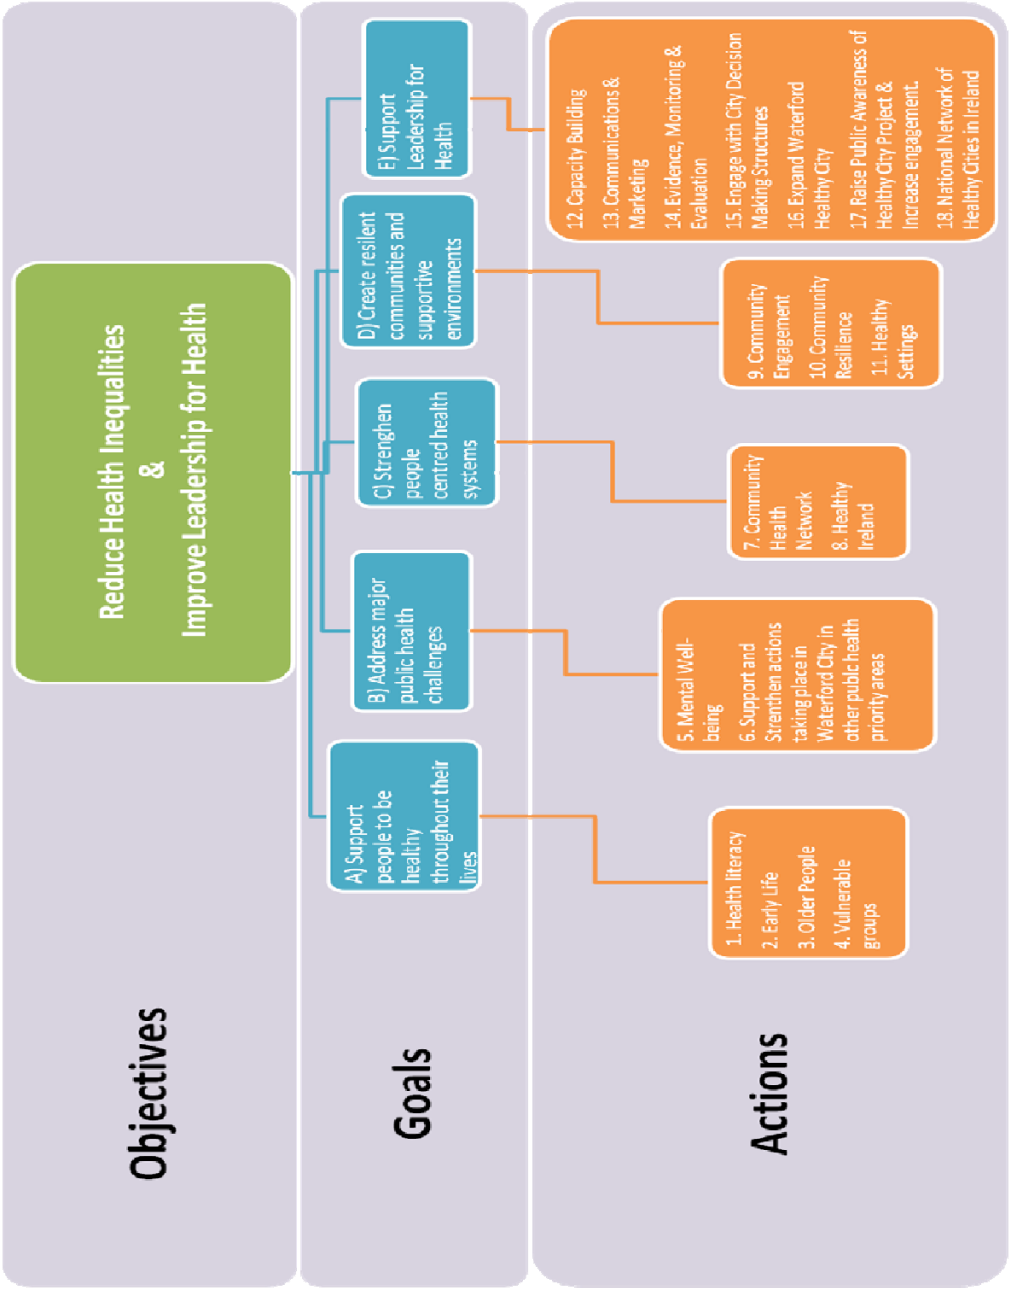 Objectives
Reduce Health Inequalities
&
Improve Leadership for Health
Goals
A) Support
people to be
healthy
throughout their
lives
B) Address major
public health
challenges
C) Strenghen
people
centred health
systems
D) Create resilent
communities and
supportive
environments
E) Support
Leadership for
Health
Actions
1. Health literacy
2. Early Life
3. Older People
4. Vulnerable
groups
5. Mental Well-
being
6. Support and
Strenthen actions
taking place in
Waterford City in
other public health
priority areas
7. Community
Health
Network
8. Healthy
Ireland
9. Community
Engagement
10. Community
Resilience
11. Healthy
Settings
12. Capacity Building
13. Communications &
Marketing
14. Evidence, Monitoring &
Evaluation
15. Engage with City Decision
Making Structures
16. Expand Waterford
Healthy City
17. Raise Public Awareness of
Healthy City Project &
Increase engagement.
18. National Network of
Healthy Cities in Ireland